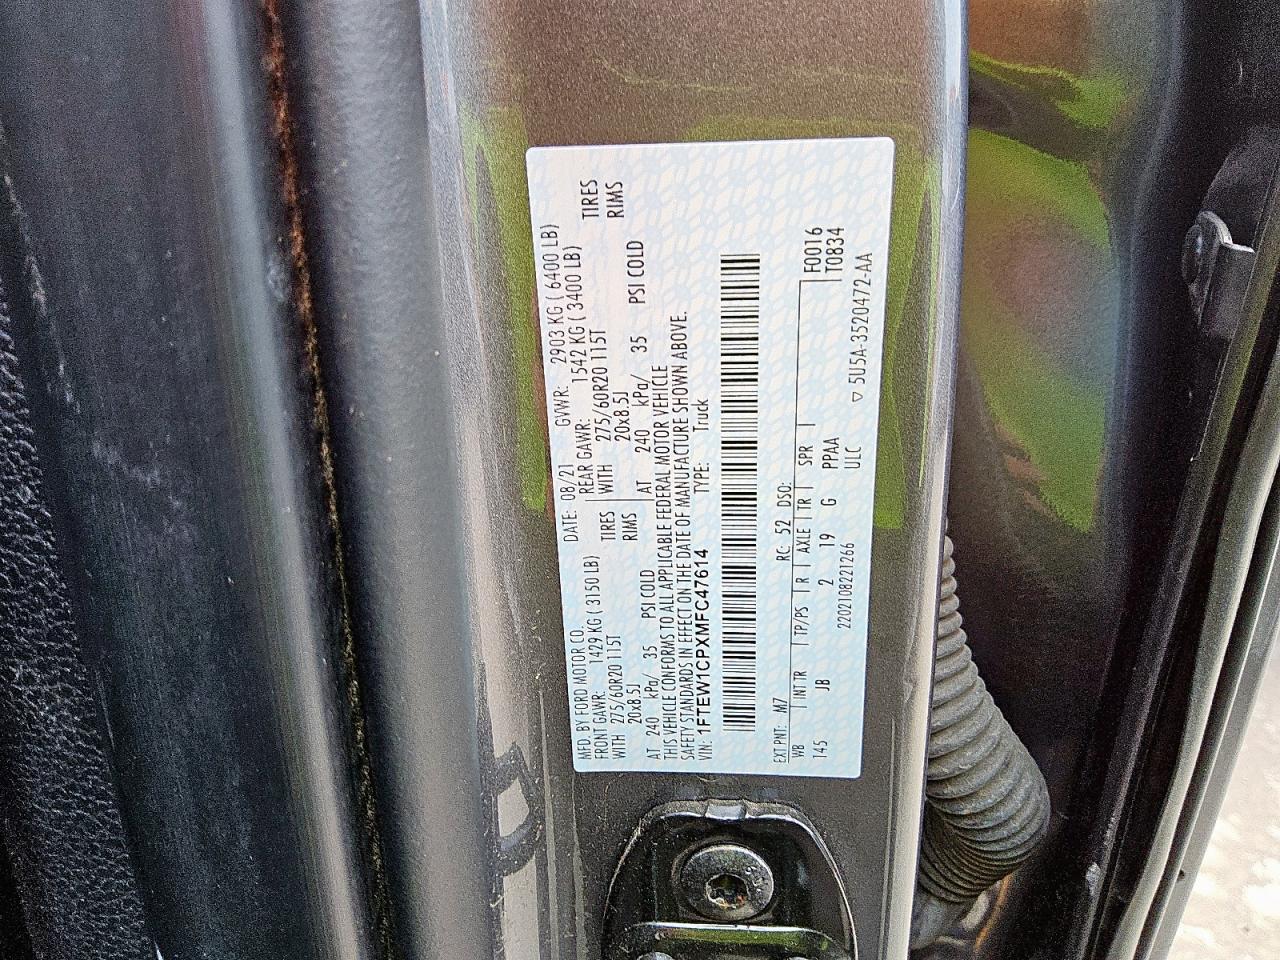 MFD. BY FORD MOTOR CO. DATE: 08/21 GVWR: 2903 KG ( 6400 LB)
FRONT GAWR: 1429 KG ( 3150 LB) REAR GAWR: 1542 KG ( 3400 LB)
WITH 275/60R20 115T TIRES WITH 275/60R20 115T TIRES
20x8.5J RIMS 20x8.5J RIMS
AT 240 kPa/ 35 PSI COLD AT 240 kPa/ 35 PSI COLD
THIS VEHICLE CONFORMS TO ALL APPLICABLE FEDERAL MOTOR VEHICLE
SAFETY STANDARDS IN EFFECT ON THE DATE OF MANUFACTURE SHOWN ABOVE.
VIN: 1FTEW1CPXMFC47614 TYPE: Truck
EXT PNT: M7 RC: 52 DSO:
WB INT TR TP/PS R AXLE TR SPR F0016
145 JB 2 19 G PPAA T0834
2202108221266 ULC ▽ 5U5A-3520472-AA